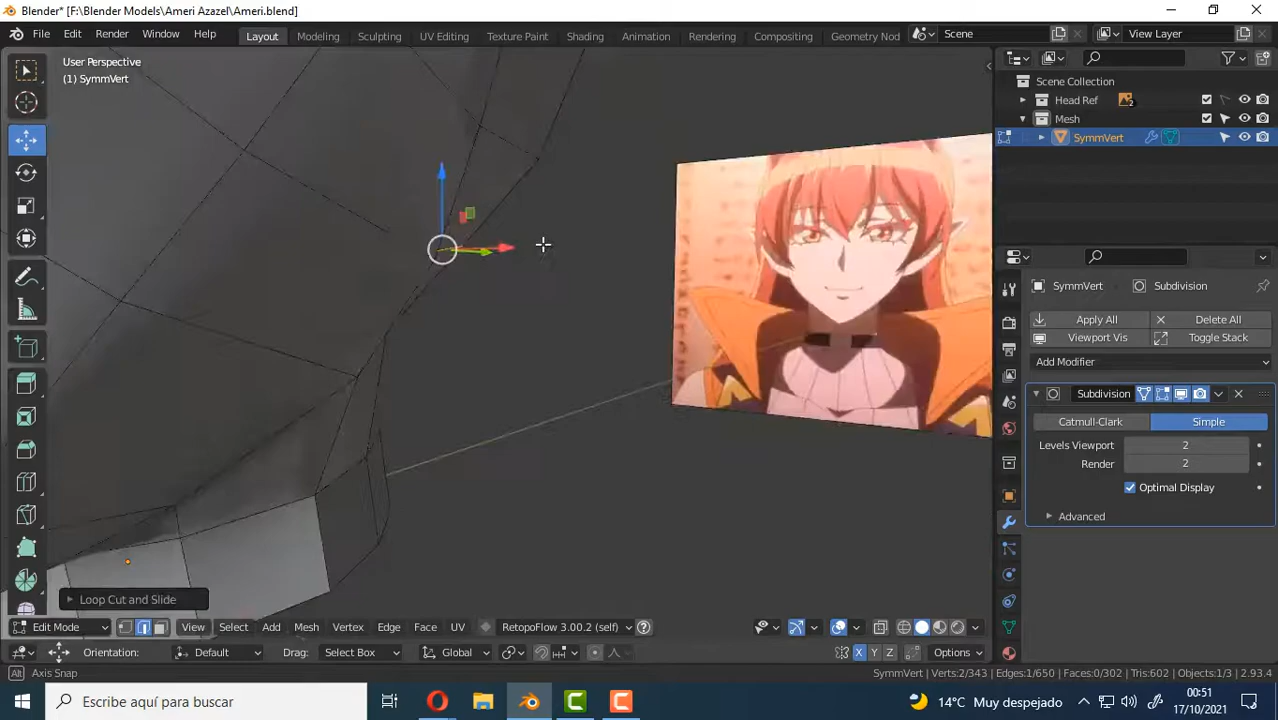 Blender* [F:\Blender Models\Ameri Azazel\Ameri.blend]
File Edit Render Window Help Layout Modeling Sculpting UV Editing Texture Paint Shading Animation Rendering Compositing Geometry Nod Scene View Layer
User Perspective
(1) SymmVert
Scene Collection
Head Ref 2
Mesh
SymmVert
SymmVert Subdivision
Apply All Delete All
Viewport Vis Toggle Stack
Add Modifier
Subdivision
Catmull-Clark Simple
Levels Viewport 2
Render 2
Optimal Display
Advanced
Loop Cut and Slide
Edit Mode View Select Add Mesh Vertex Edge Face UV RetopoFlow 3.00.2 (self)
Orientation: Default Drag: Select Box Global X Y Z Options
Alt Axis Snap SymmVert | Verts:2/343 | Edges:1/650 | Faces:0/302 | Tris:602 | Objects:1/3 | 2.93.4
Escribe aquí para buscar 14°C Muy despejado 00:51
17/10/2021